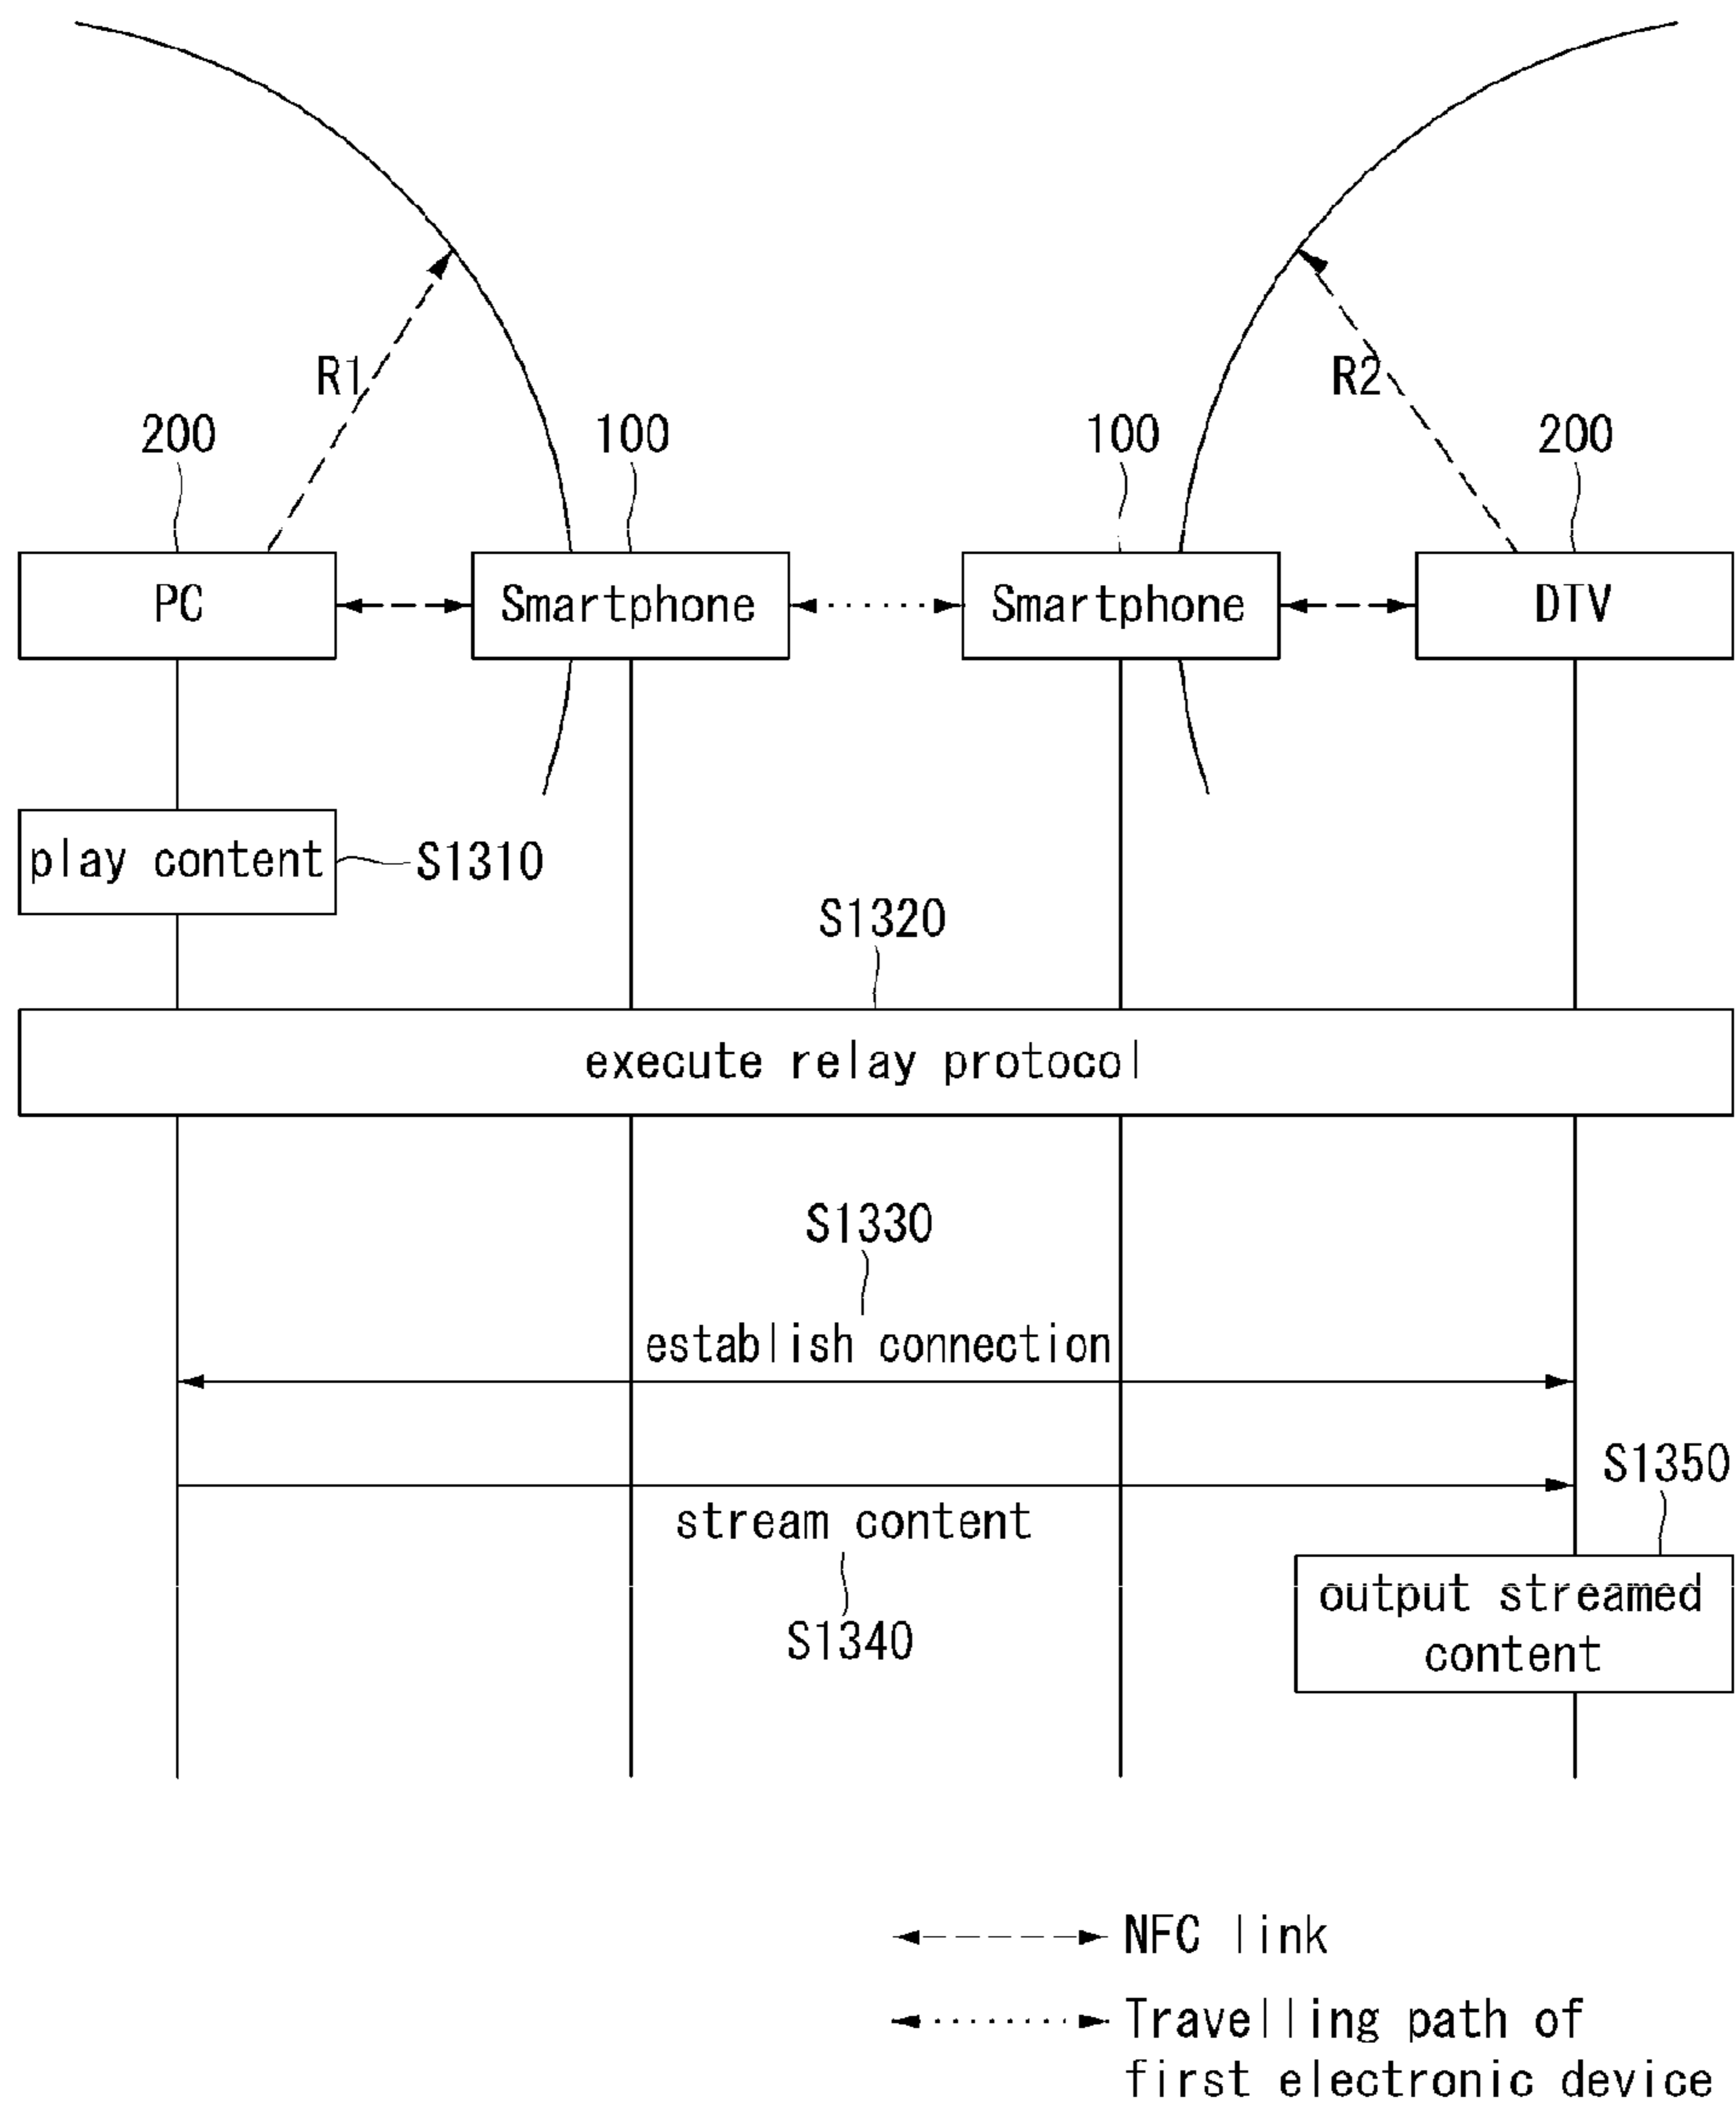 R1
R2
200
100
100
200
PC
Smartphone
Smartphone
DTV
play content
S1310
S1320
execute relay protocol
S1330
establish connection
S1350
stream content
output streamed
content
S1340
NFC link
Travelling path of
first electronic device